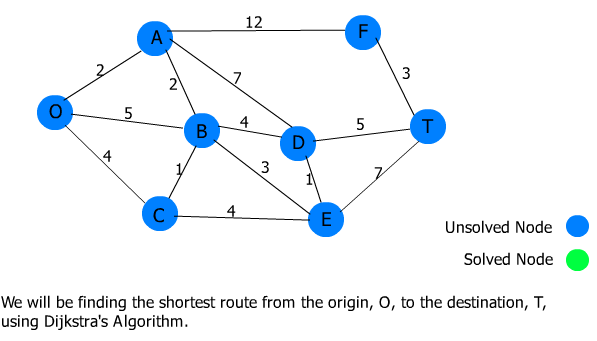 12
A
F
2
2
7
3
O
5
B
4
D
5
T
4
1
3
1
7
C
4
E
Unsolved Node
Solved Node
We will be finding the shortest route from the origin, O, to the destination, T,
using Dijkstra's Algorithm.